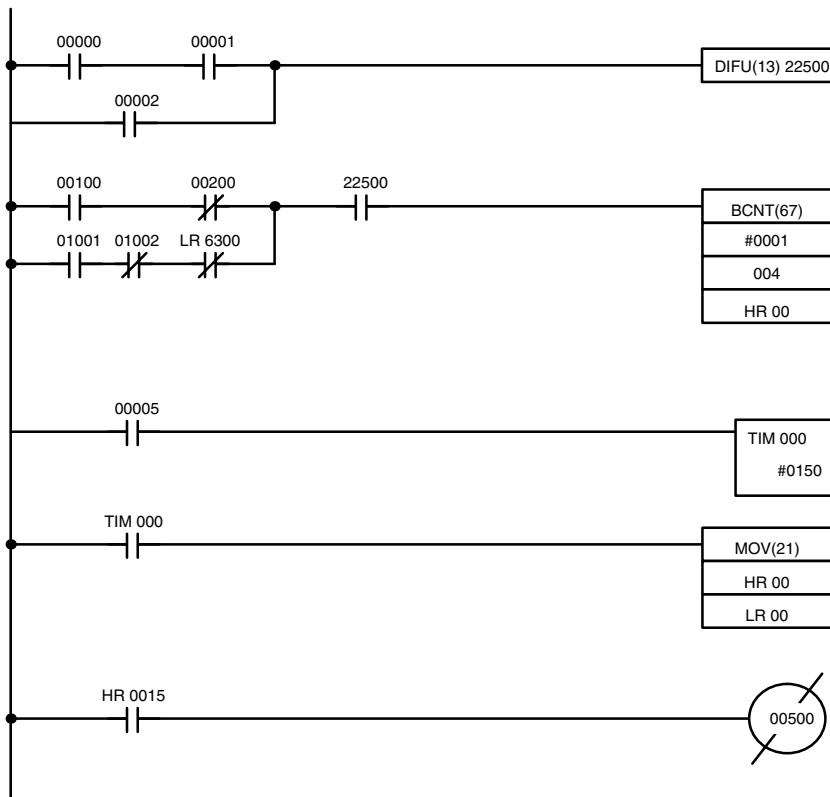 00000 00001
DIFU(13) 22500
00002
00100 00200 22500
BCNT(67)
01001 01002 LR 6300
#0001
004
HR 00
00005
TIM 000
#0150
TIM 000
MOV(21)
HR 00
LR 00
HR 0015
00500